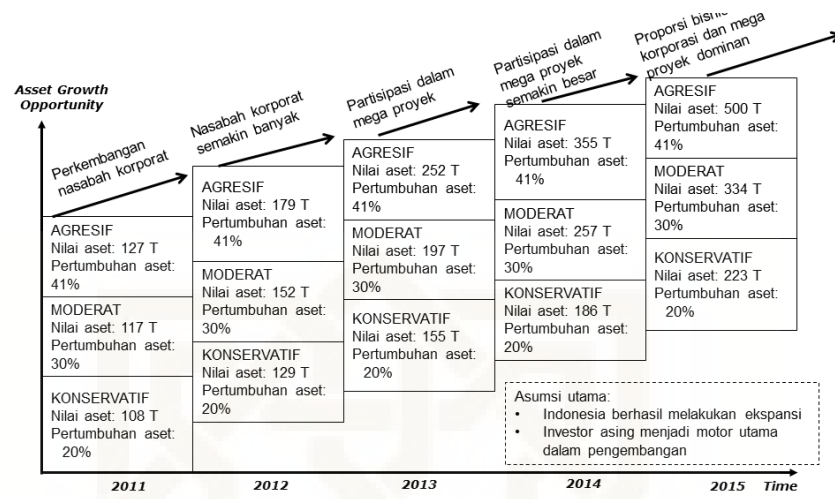 Asset Growth
Opportunity
Perkembangan
nasabah korporat
Nasabah korporat
semakin banyak
Partisipasi dalam
mega proyek
Partisipasi dalam
mega proyek
semakin besar
Proporsi bisnis
korporasi dan mega
proyek dominan
AGRESIF
Nilai aset: 127 T
Pertumbuhan aset:
41%
MODERAT
Nilai aset: 117 T
Pertumbuhan aset:
30%
KONSERVATIF
Nilai aset: 108 T
Pertumbuhan aset:
20%
AGRESIF
Nilai aset: 179 T
Pertumbuhan aset:
41%
MODERAT
Nilai aset: 152 T
Pertumbuhan aset:
30%
KONSERVATIF
Nilai aset: 129 T
Pertumbuhan aset:
20%
AGRESIF
Nilai aset: 252 T
Pertumbuhan aset:
41%
MODERAT
Nilai aset: 197 T
Pertumbuhan aset:
30%
KONSERVATIF
Nilai aset: 155 T
Pertumbuhan aset:
20%
AGRESIF
Nilai aset: 355 T
Pertumbuhan aset:
41%
MODERAT
Nilai aset: 257 T
Pertumbuhan aset:
30%
KONSERVATIF
Nilai aset: 186 T
Pertumbuhan aset:
20%
AGRESIF
Nilai aset: 500 T
Pertumbuhan aset:
41%
MODERAT
Nilai aset: 334 T
Pertumbuhan aset:
30%
KONSERVATIF
Nilai aset: 223 T
Pertumbuhan aset:
20%
Asumsi utama:
• Indonesia berhasil melakukan ekspansi
• Investor asing menjadi motor utama
dalam pengembangan
2011 2012 2013 2014 2015 Time